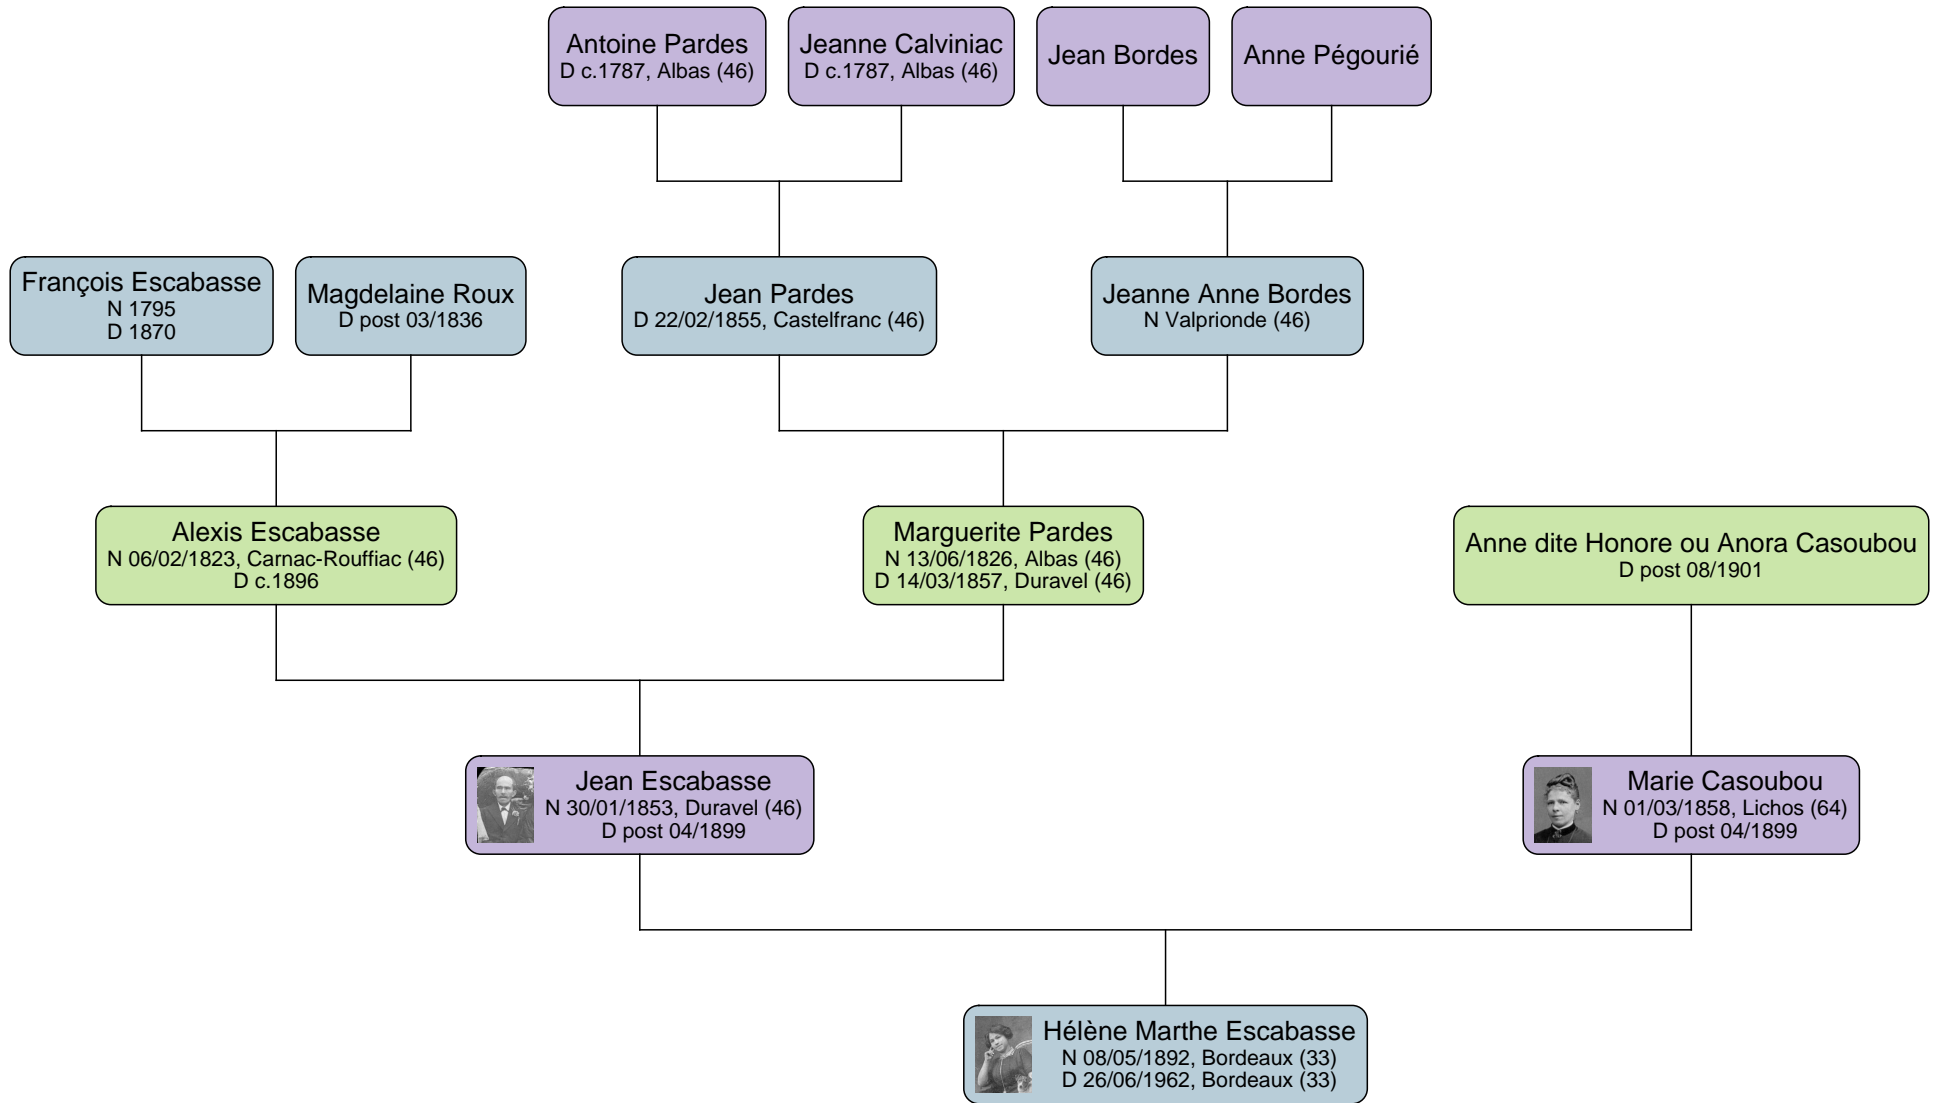 Antoine Pardes
D c.1787, Albas (46)
Jeanne Calviniac
D c.1787, Albas (46)
Jean Bordes
Anne Pégourié
François Escabasse
N 1795
D 1870
Magdelaine Roux
D post 03/1836
Jean Pardes
D 22/02/1855, Castelfranc (46)
Jeanne Anne Bordes
N Valprionde (46)
Alexis Escabasse
N 06/02/1823, Carnac-Rouffiac (46)
D c.1896
Marguerite Pardes
N 13/06/1826, Albas (46)
D 14/03/1857, Duravel (46)
Anne dite Honore ou Anora Casoubou
D post 08/1901
Jean Escabasse
N 30/01/1853, Duravel (46)
D post 04/1899
Marie Casoubou
N 01/03/1858, Lichos (64)
D post 04/1899
Hélène Marthe Escabasse
N 08/05/1892, Bordeaux (33)
D 26/06/1962, Bordeaux (33)